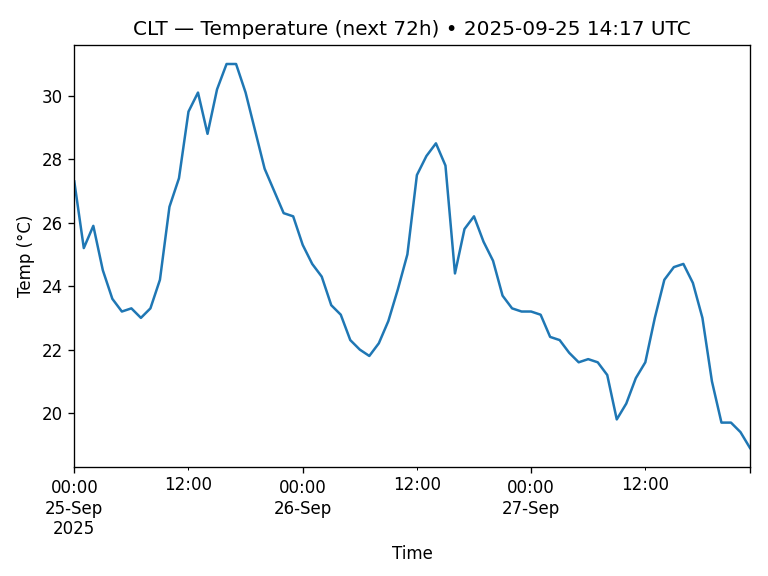 CLT — Temperature (next 72h) • 2025-09-25 14:17 UTC
Temp (°C)
30
28
26
24
22
20
00:00 12:00 00:00 12:00 00:00 12:00
25-Sep 26-Sep 27-Sep
2025
Time